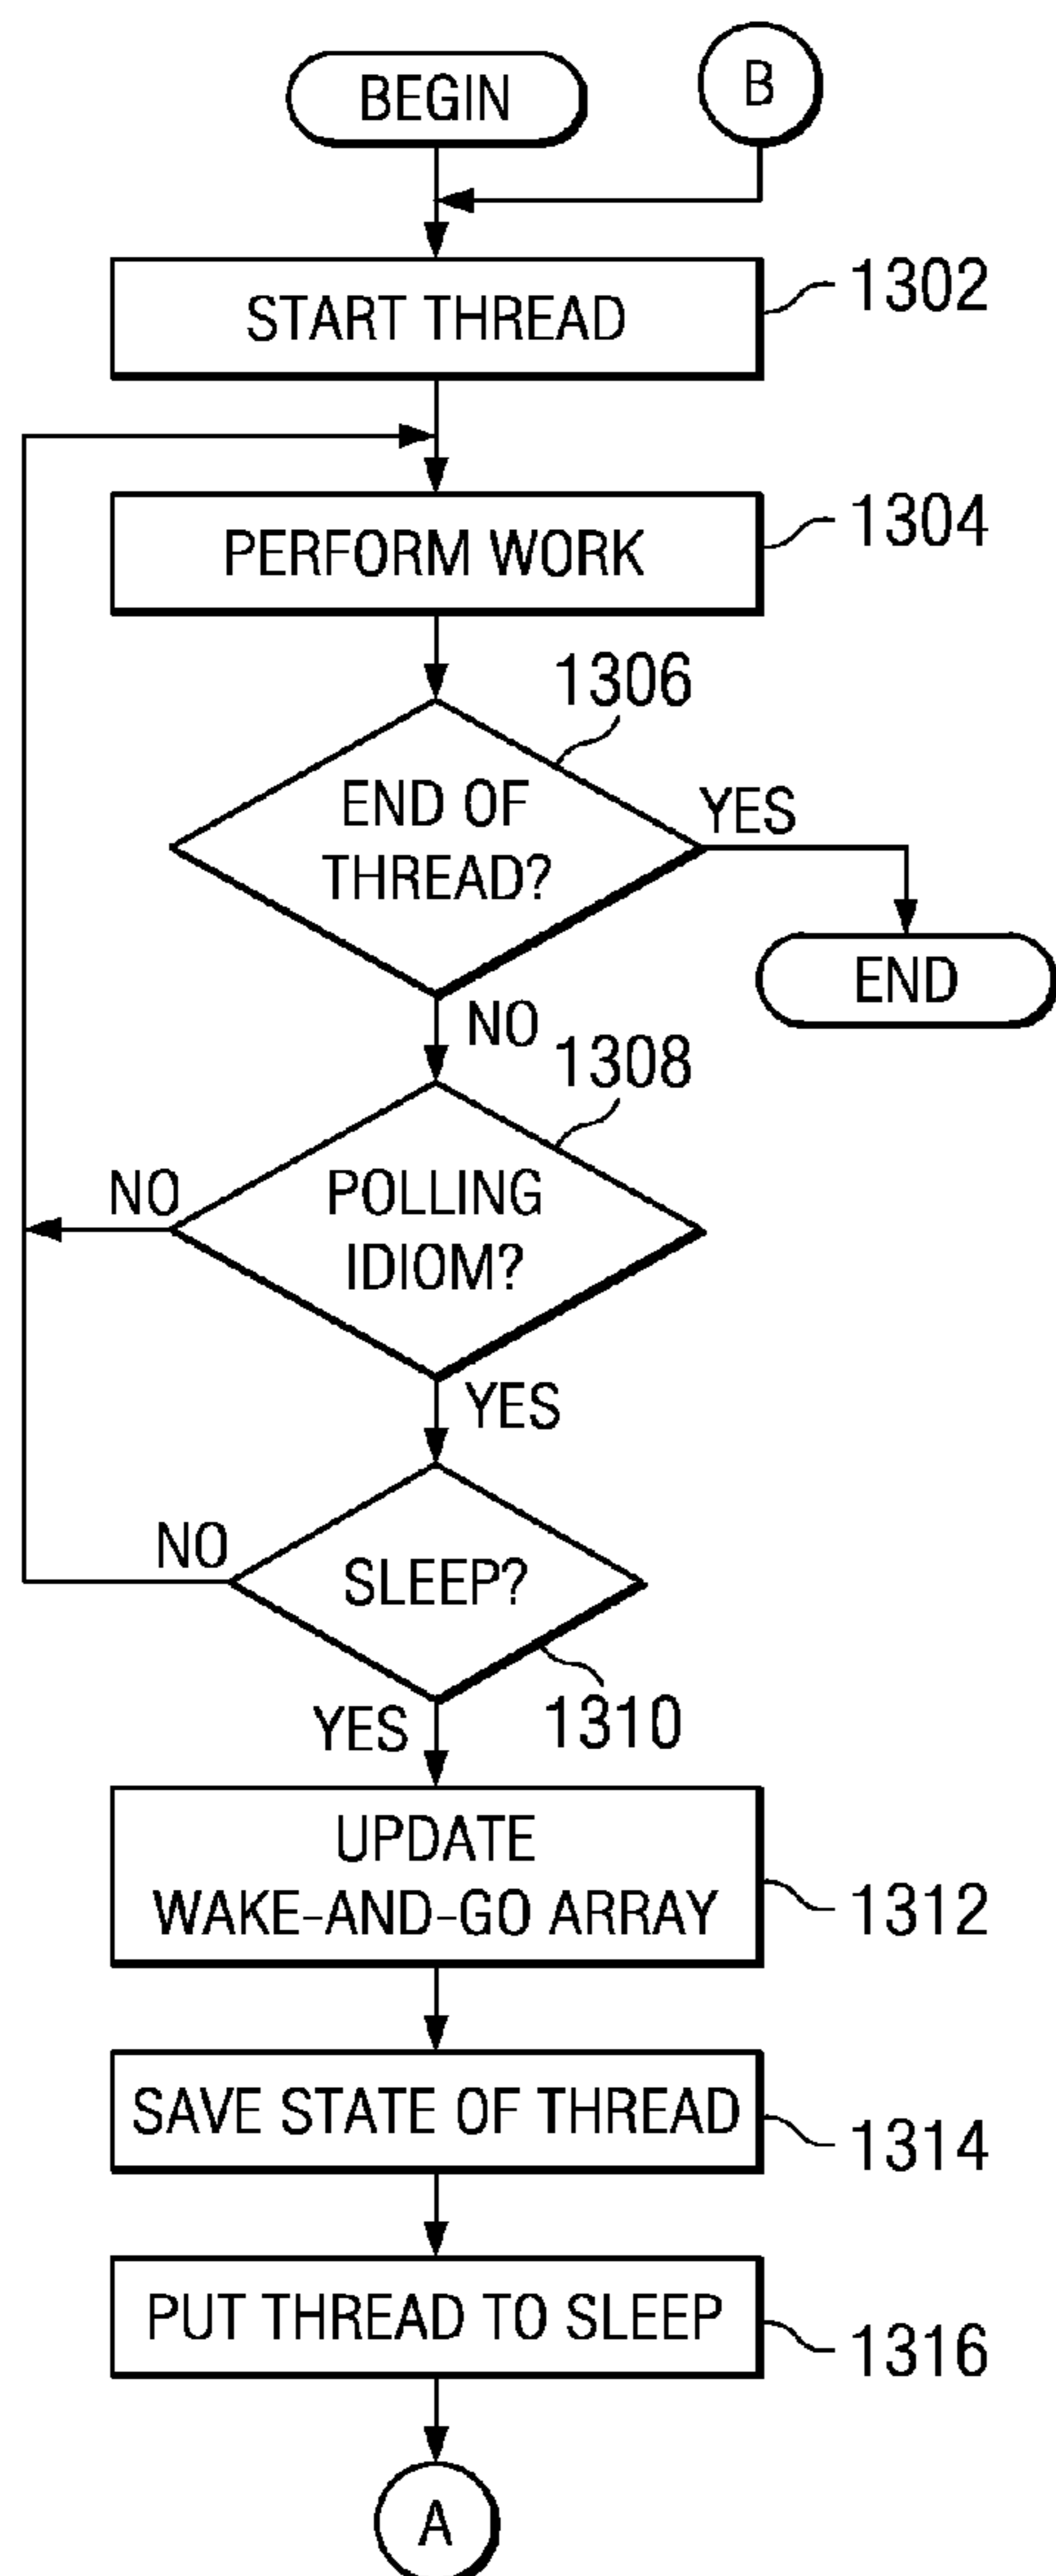 BEGIN
B
START THREAD
1302
PERFORM WORK
1304
1306
END OF
THREAD?
YES
END
NO
1308
POLLING
IDIOM?
NO
YES
SLEEP?
NO
1310
YES
UPDATE
WAKE-AND-GO ARRAY
1312
SAVE STATE OF THREAD
1314
PUT THREAD TO SLEEP
1316
A